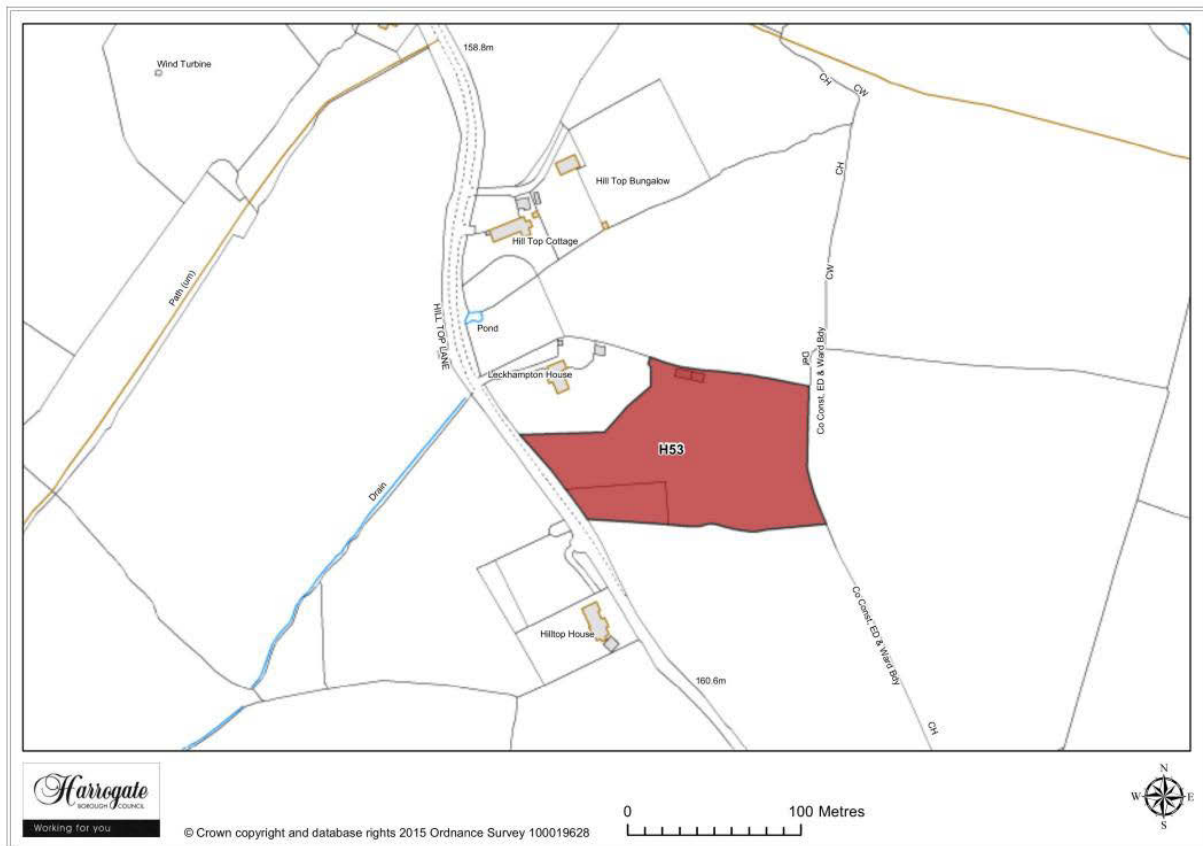 158.8m
Wind Turbine
CH
CW
Hill Top Bungalow
CH
Hill Top Cottage
Path (um)
CW
HILL TOP LANE
Pond
Def
Co Const, ED & Ward Bdy
Leckhampton House
H53
Drain
Hilltop House
Co Const, ED & Ward Bdy
160.6m
CH
Harrogate
BOROUGH COUNCIL
Working for you
© Crown copyright and database rights 2015 Ordnance Survey 100019628
0 100 Metres
N
W E
S